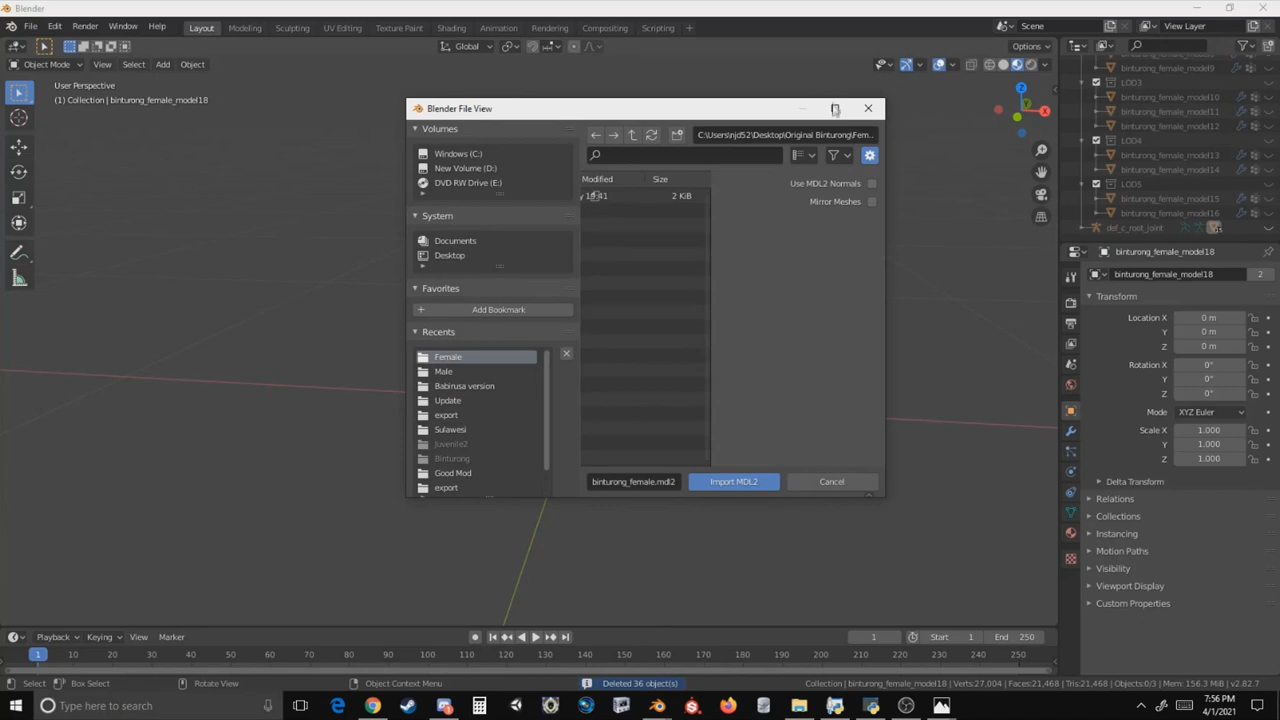 Blender
File Edit Render Window Help Layout Modeling Sculpting UV Editing Texture Paint Shading Animation Rendering Compositing Scripting Scene View Layer
Global Options
Object Mode View Select Add Object
User Perspective
(1) Collection | binturong_female_model18
Z
Y
X
Blender File View
Volumes
Windows (C:)
New Volume (D:)
DVD RW Drive (E:)
System
Documents
Desktop
Favorites
Add Bookmark
Recents
Female
Male
Babirusa version
Update
export
Sulawesi
Juvenile2
Binturong
Good Mod
export
C:\Users\njd52\Desktop\Original Binturong\Fem..
Modified Size
2 KiB
Use MDL2 Normals
Mirror Meshes
binturong_female.mdl2 Import MDL2 Cancel
binturong_female_model9
LOD3
binturong_female_model10
binturong_female_model11
binturong_female_model12
LOD4
binturong_female_model13
binturong_female_model14
LOD5
binturong_female_model15
binturong_female_model16
def_c_root_joint
binturong_female_model18
binturong_female_model18 2
Transform
Location X 0 m
Y 0 m
Z 0 m
Rotation X 0°
Y 0°
Z 0°
Mode XYZ Euler
Scale X 1.000
Y 1.000
Z 1.000
Delta Transform
Relations
Collections
Instancing
Motion Paths
Visibility
Viewport Display
Custom Properties
Playback Keying View Marker 1 Start 1 End 250
1 10 20 30 40 50 60 70 80 90 100 110 120 130 140 150 160 170 180 190 200 210 220 230 240 250
Select Box Select Rotate View Object Context Menu Deleted 36 object(s) Collection | binturong_female_model18 | Verts:27,004 | Faces:21,468 | Tris:21,468 | Objects:0/3 | Mem: 156.3 MiB | v2.82.7
Type here to search
7:56 PM
4/1/2021